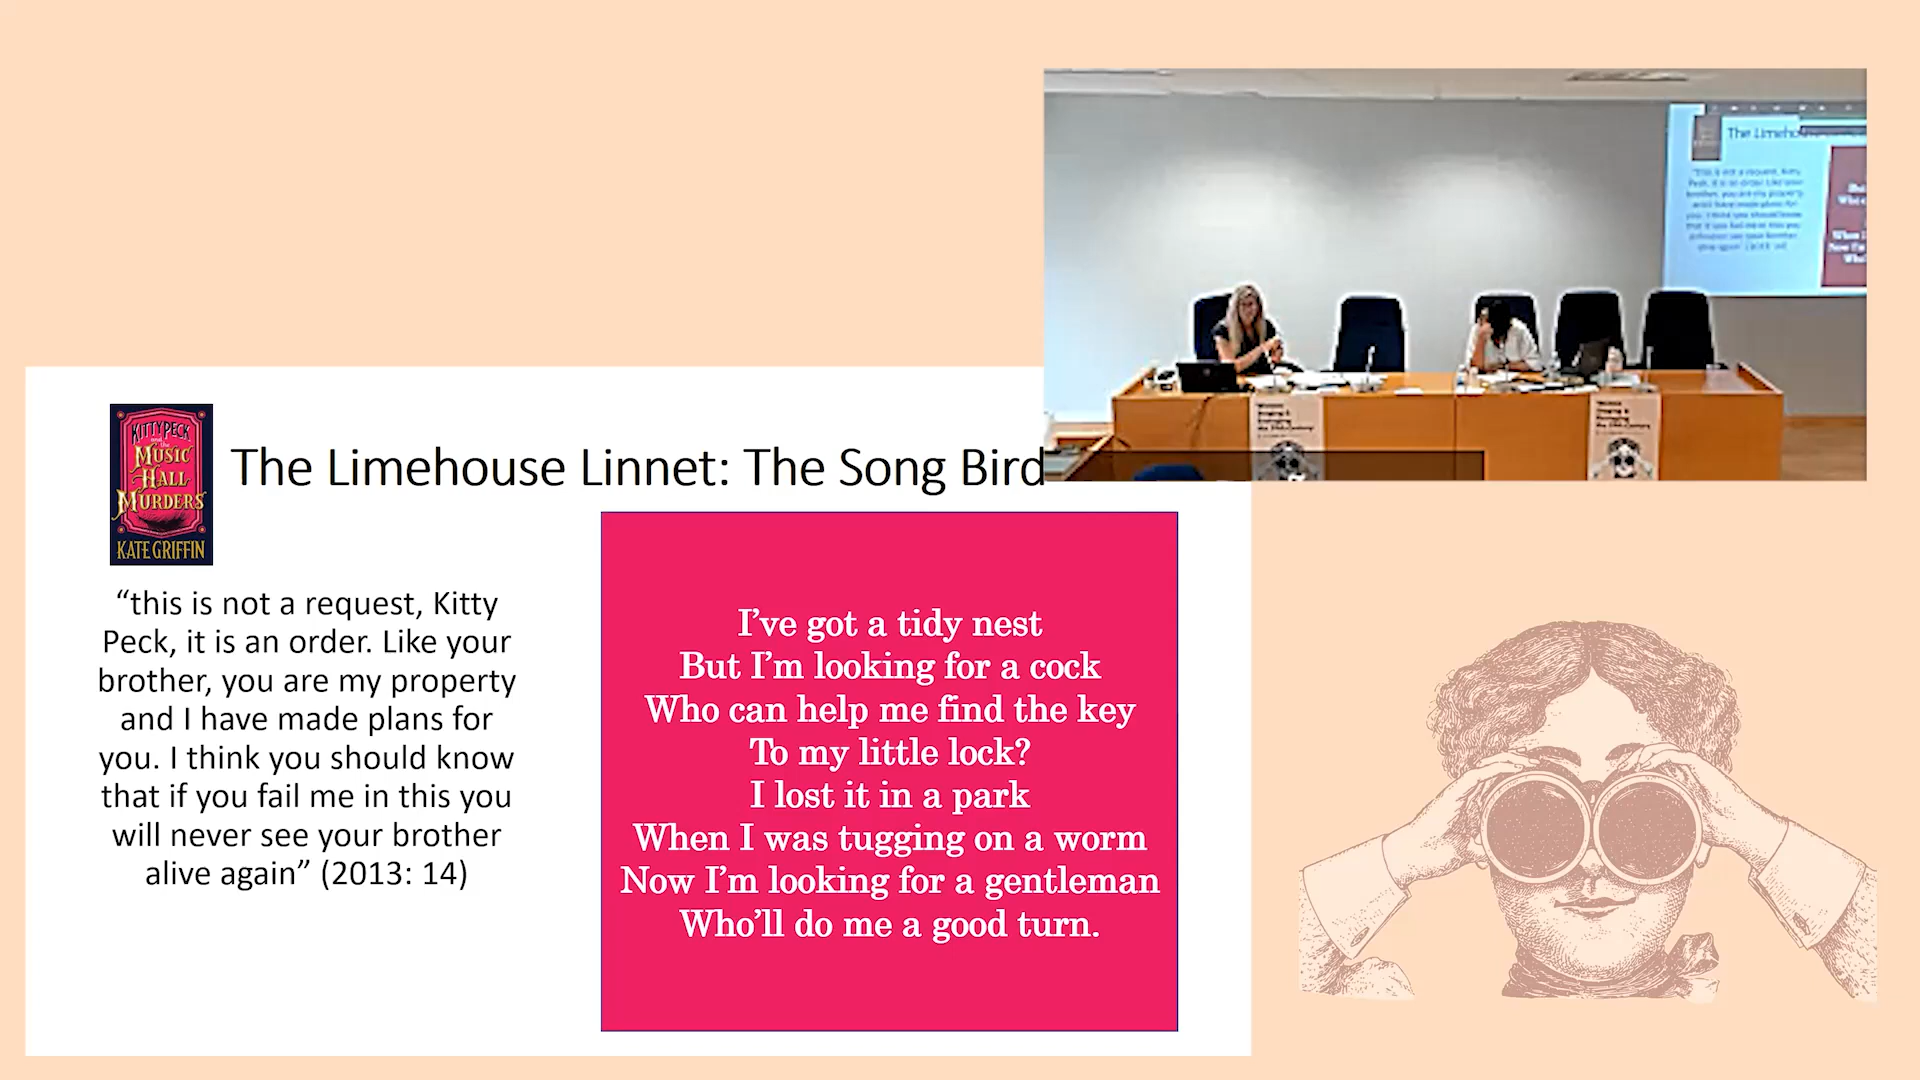 KITTY PECK
and the
MUSIC
HALL
MURDERS
KATE GRIFFIN
The Limehouse Linnet: The Song Bird
“this is not a request, Kitty
Peck, it is an order. Like your
brother, you are my property
and I have made plans for
you. I think you should know
that if you fail me in this you
will never see your brother
alive again” (2013: 14)
I’ve got a tidy nest
But I’m looking for a cock
Who can help me find the key
To my little lock?
I lost it in a park
When I was tugging on a worm
Now I’m looking for a gentleman
Who’ll do me a good turn.